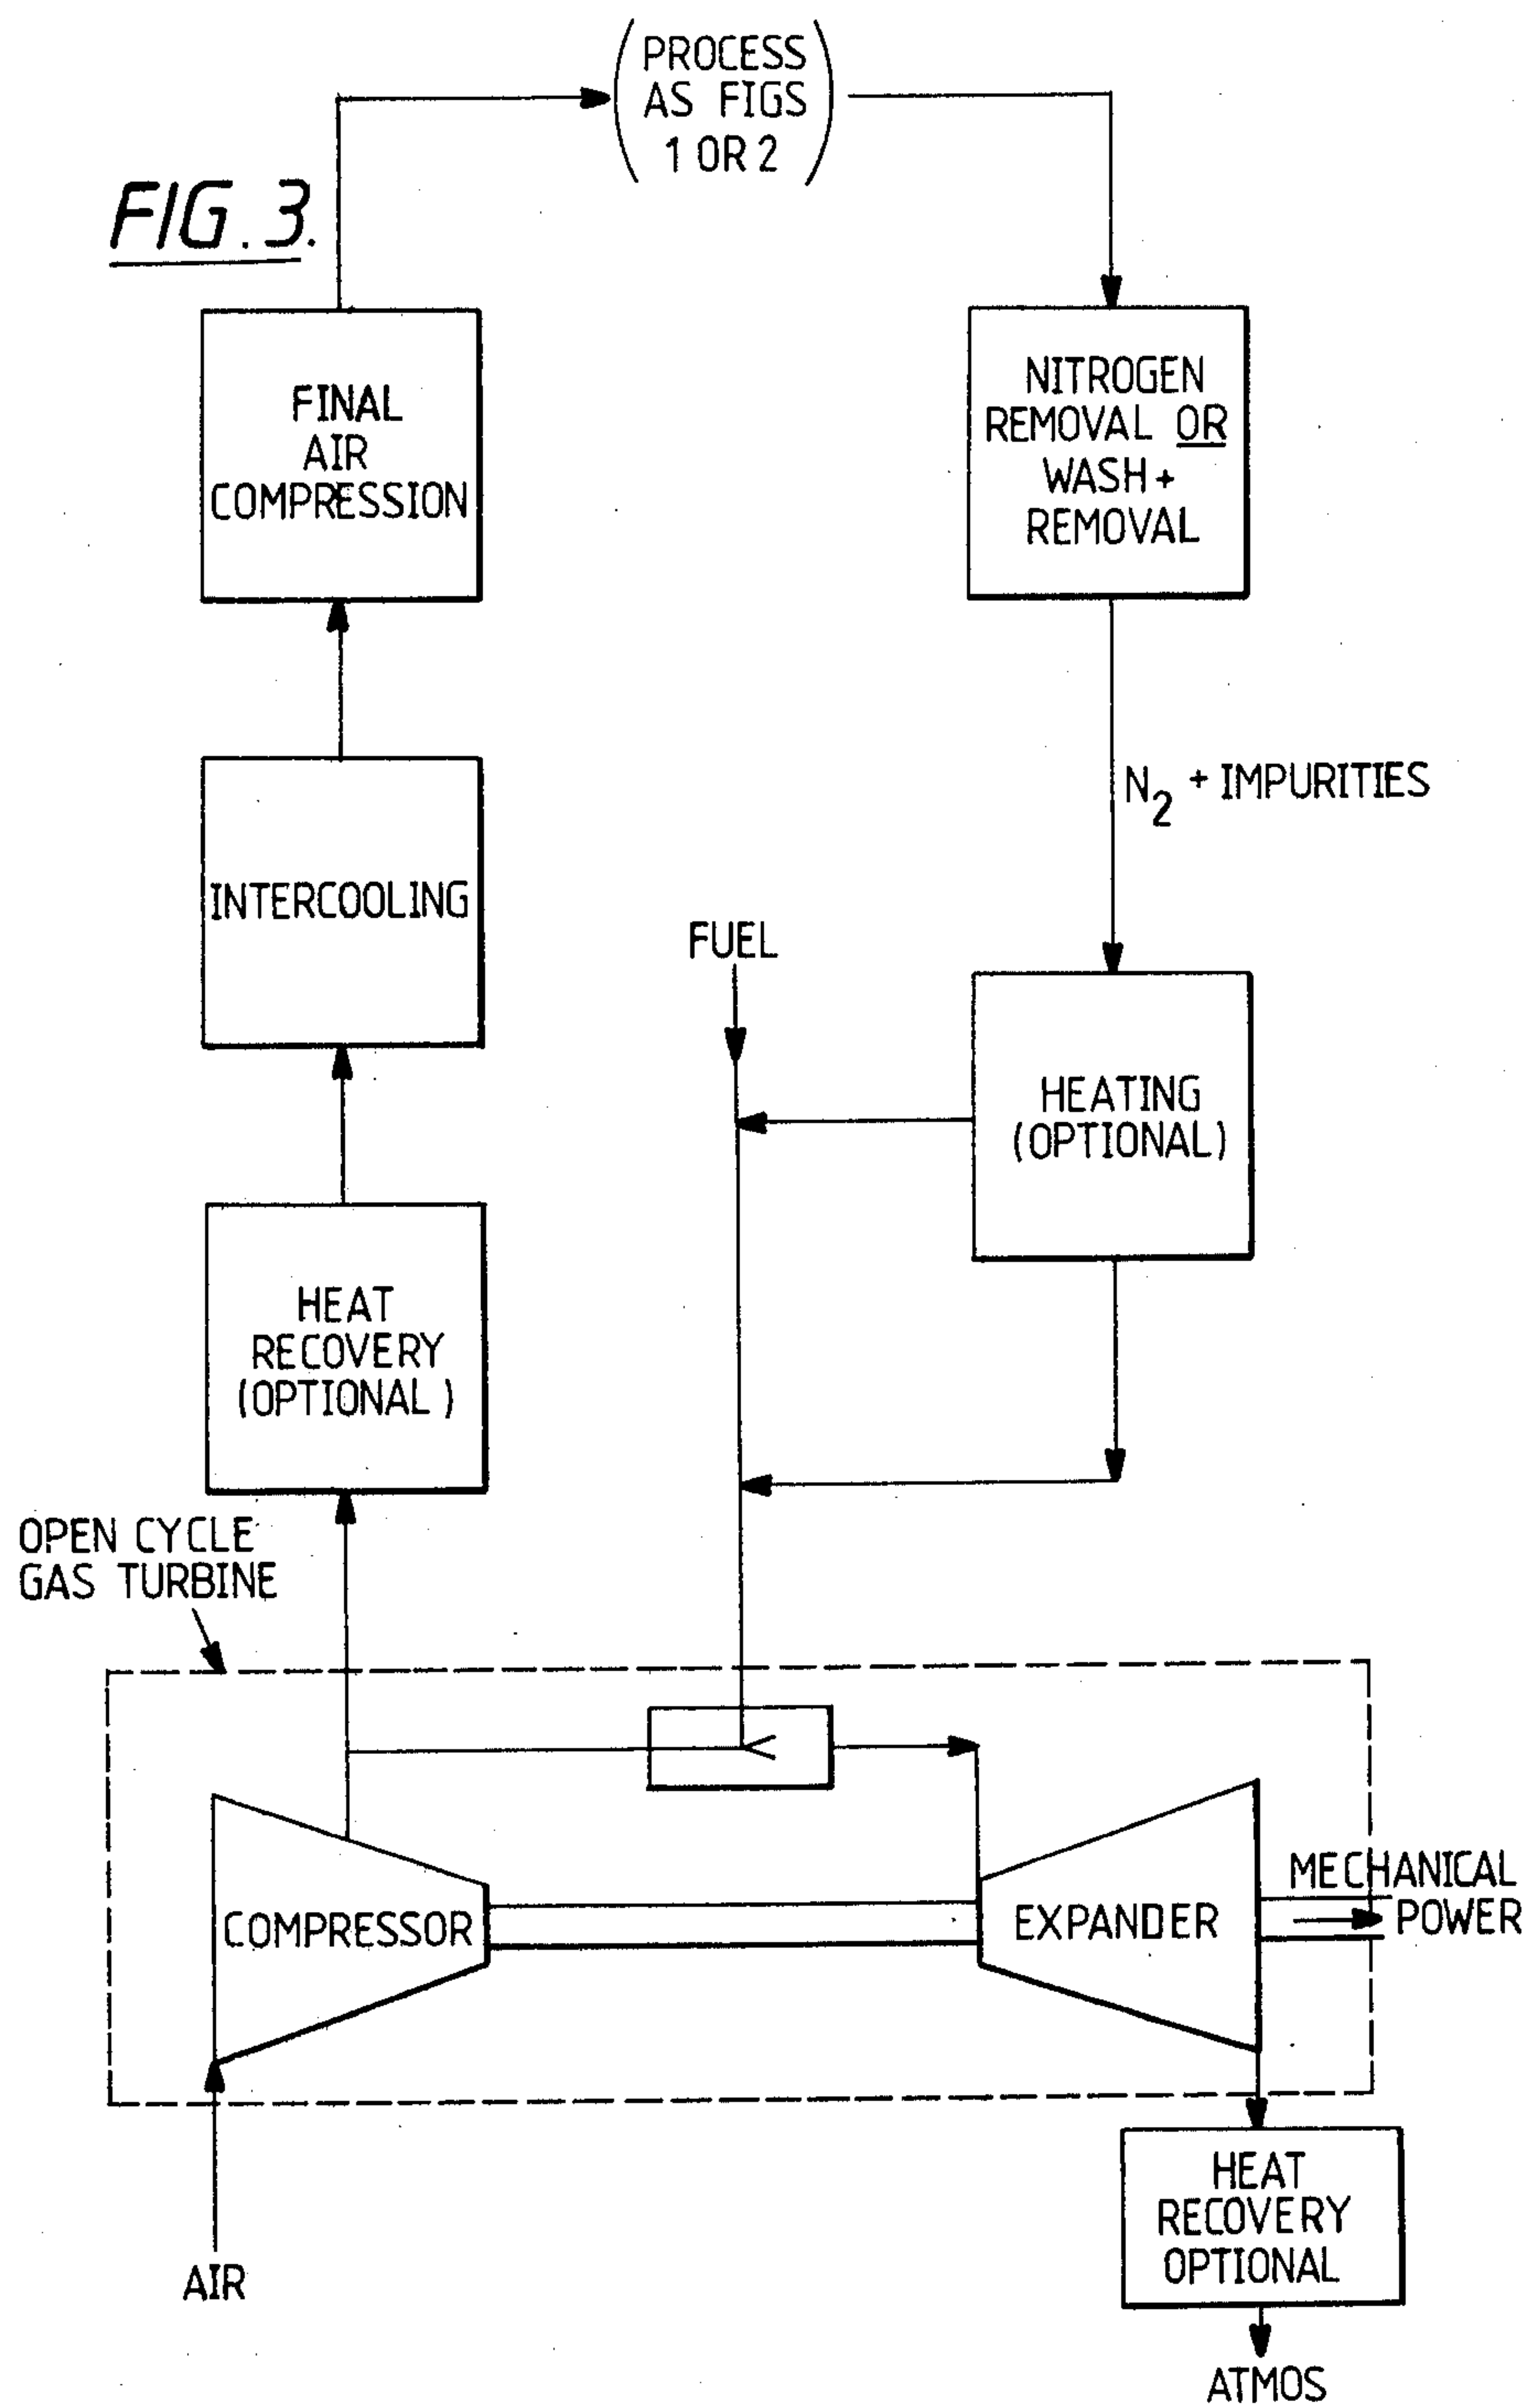 (PROCESS
AS FIGS
1 OR 2)
FIG. 3.
FINAL
AIR
COMPRESSION
NITROGEN
REMOVAL OR
WASH +
REMOVAL
N2 + IMPURITIES
INTERCOOLING
FUEL
HEATING
(OPTIONAL)
HEAT
RECOVERY
(OPTIONAL)
OPEN CYCLE
GAS TURBINE
COMPRESSOR
EXPANDER
MECHANICAL
POWER
AIR
HEAT
RECOVERY
OPTIONAL
ATMOS